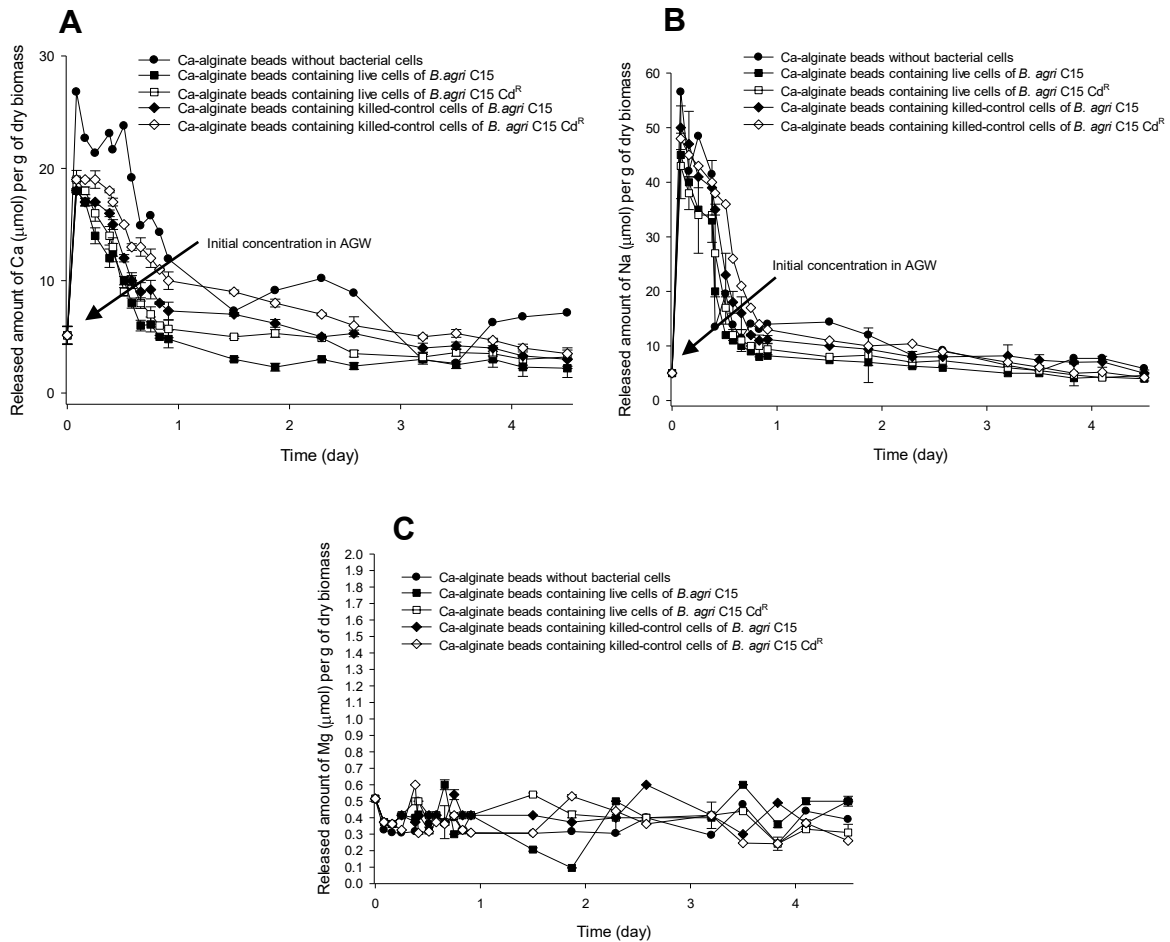 A
Released amount of Ca (μmol) per g of dry biomass
30
20
10
0
Ca-alginate beads without bacterial cells
Ca-alginate beads containing live cells of B.agri C15
Ca-alginate beads containing live cells of B.agri C15 CdR
Ca-alginate beads containing killed-control cells of B. agri C15
Ca-alginate beads containing killed-control cells of B. agri C15 CdR
Initial concentration in AGW
0 1 2 3 4
Time (day)
B
Released amount of Na (μmol) per g of dry biomass
60
50
40
30
20
10
0
Ca-alginate beads without bacterial cells
Ca-alginate beads containing live cells of B. agri C15
Ca-alginate beads containing live cells of B. agri C15 CdR
Ca-alginate beads containing killed-control cells of B. agri C15
Ca-alginate beads containing killed-control cells of B. agri C15 CdR
Initial concentration in AGW
0 1 2 3 4
Time (day)
C
Released amount of Mg (μmol) per g of dry biomass
2.0
1.9
1.8
1.7
1.6
1.5
1.4
1.3
1.2
1.1
1.0
0.9
0.8
0.7
0.6
0.5
0.4
0.3
0.2
0.1
0.0
Ca-alginate beads without bacterial cells
Ca-alginate beads containing live cells of B.agri C15
Ca-alginate beads containing live cells of B. agri C15 CdR
Ca-alginate beads containing killed-control cells of B. agri C15
Ca-alginate beads containing killed-control cells of B. agri C15 CdR
0 1 2 3 4
Time (day)